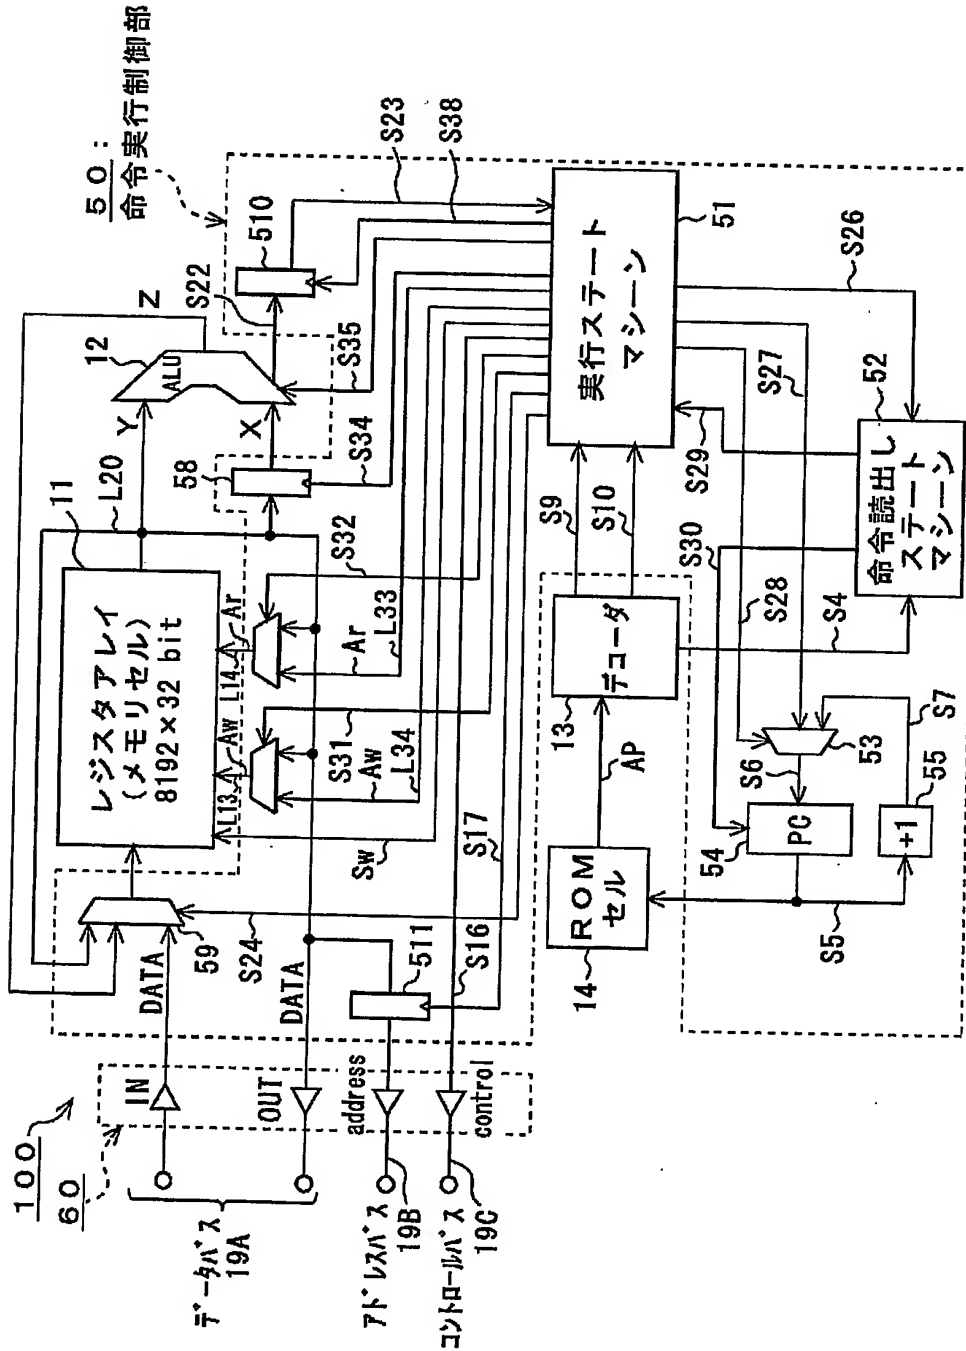 50:
命令実行制御部
100
60
11
L20
12
Z
Y
ALU
S22
510
S23
S38
レジスタアレイ
(メモリセル)
8192×32 bit
58
X
S35
S34
59
DATA
IN
L13
Aw
L14
Ar
S32
S31
Aw
L34
Ar
L33
Sw
S24
DATA
OUT
データバス
19A
511
S17
S16
address
control
アドレスバス
19B
コントロールバス
19C
S9
S10
実行ステート
マシーン
51
14
ROM
セル
AP
13
デューダ
S29
S30
S28
S27
S26
S4
52
命令読出し
ステート
マシーン
S6
53
54
PC
55
+1
S7
S5